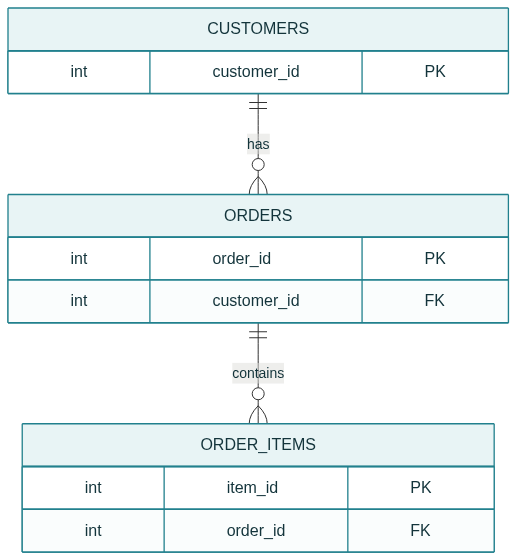 CUSTOMERS
int customer_id PK
has
ORDERS
int order_id PK
int customer_id FK
contains
ORDER_ITEMS
int item_id PK
int order_id FK